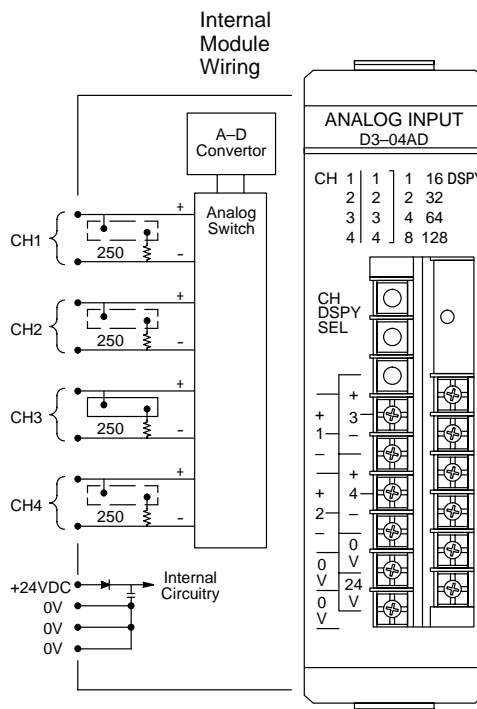 Internal
Module
Wiring
A–D
Convertor
Analog
Switch
CH1
+
250
–
CH2
+
250
–
CH3
+
250
–
CH4
+
250
–
+24VDC
Internal
Circuitry
0V
0V
0V
ANALOG INPUT
D3–04AD
CH 1 1 1 16 DSPY
2 2 2 32
3 3 4 64
4 4 8 128
CH
DSPY
SEL
+
1
–
+
2
–
0
V
0
V
+
3
–
+
4
–
0
V
24
V